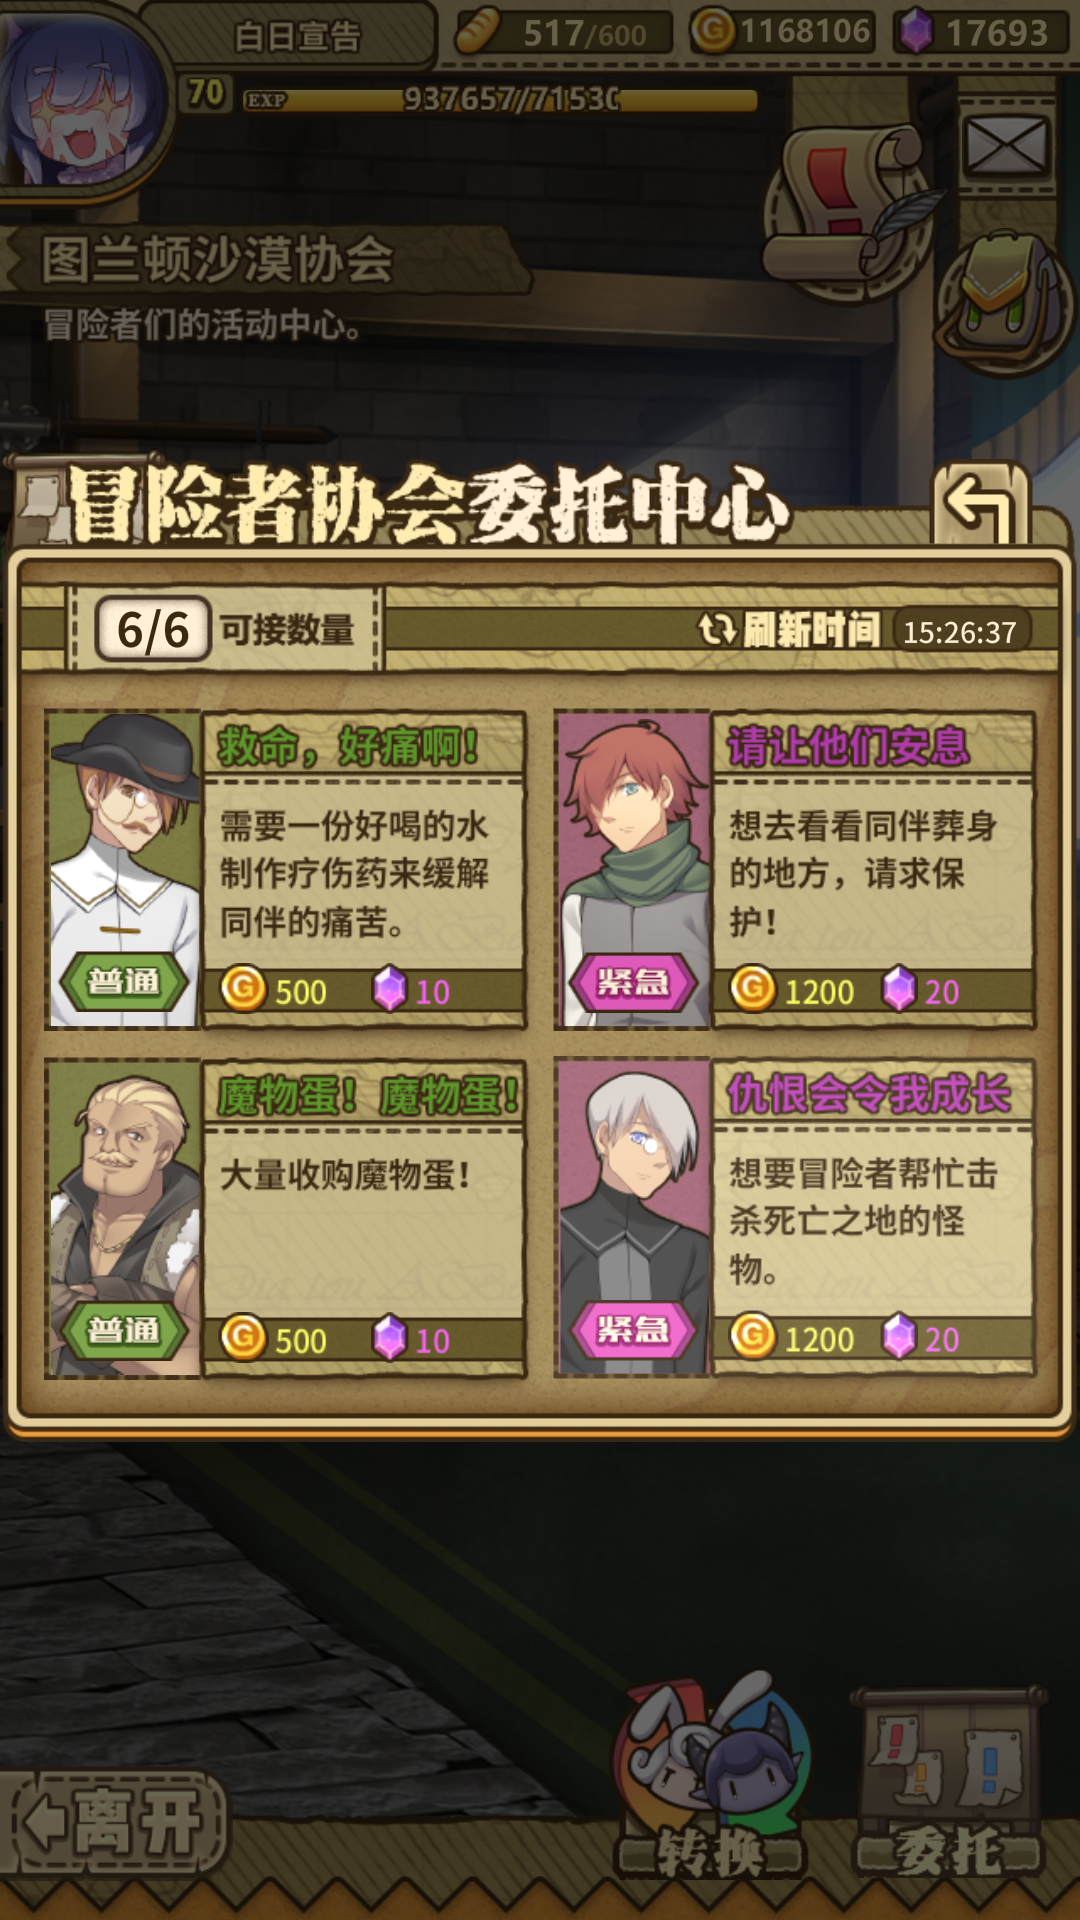 白日宣告
517/600
1168106
17693
70
EXP
937657/71530
图兰顿沙漠协会
冒险者们的活动中心。
冒险者协会委托中心
6/6 可接数量
刷新时间 15:26:37
救命，好痛啊！
需要一份好喝的水
制作疗伤药来缓解
同伴的痛苦。
普通
500
10
请让他们安息
想去看看同伴葬身
的地方，请求保
护！
紧急
1200
20
魔物蛋！魔物蛋！
大量收购魔物蛋！
普通
500
10
仇恨会令我成长
想要冒险者帮忙击
杀死亡之地的怪
物。
紧急
1200
20
离开
转换
委托